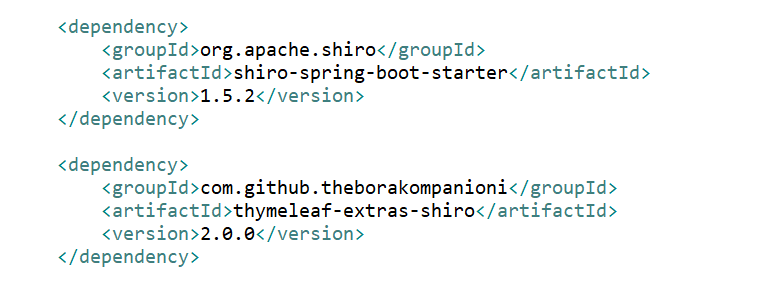 <dependency>
<groupId>org.apache.shiro</groupId>
<artifactId>shiro-spring-boot-starter</artifactId>
<version>1.5.2</version>
</dependency>
<dependency>
<groupId>com.github.theborakompanioni</groupId>
<artifactId>thymeleaf-extras-shiro</artifactId>
<version>2.0.0</version>
</dependency>